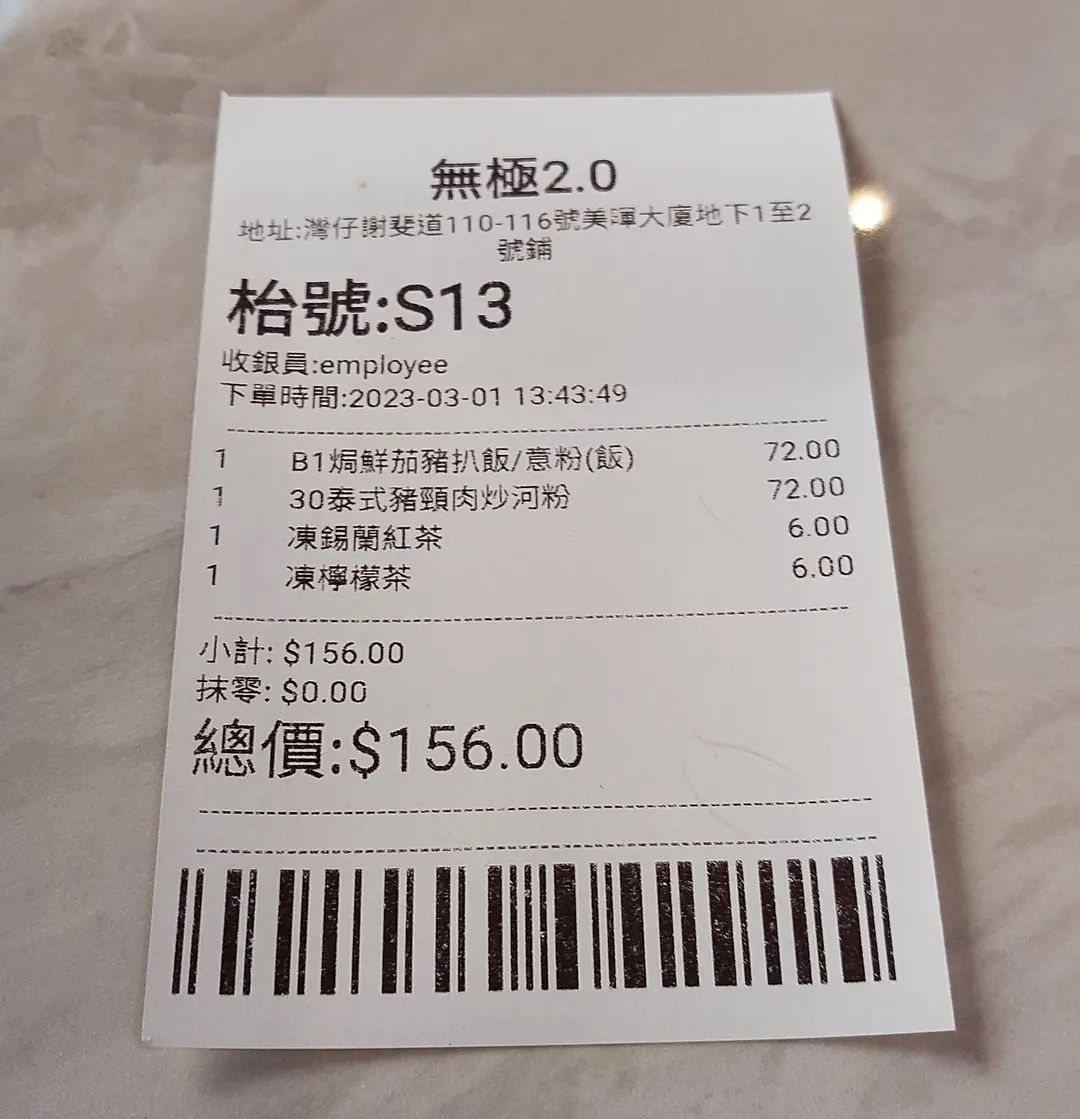 無極2.0
地址:灣仔謝斐道110-116號美暉大廈地下1至2
號鋪
枱號:S13
收銀員:employee
下單時間:2023-03-01 13:43:49
1 B1焗鮮茄豬扒飯/意粉(飯) 72.00
1 30泰式豬頸肉炒河粉 72.00
1 凍錫蘭紅茶 6.00
1 凍檸檬茶 6.00
小計: $156.00
抹零: $0.00
總價:$156.00